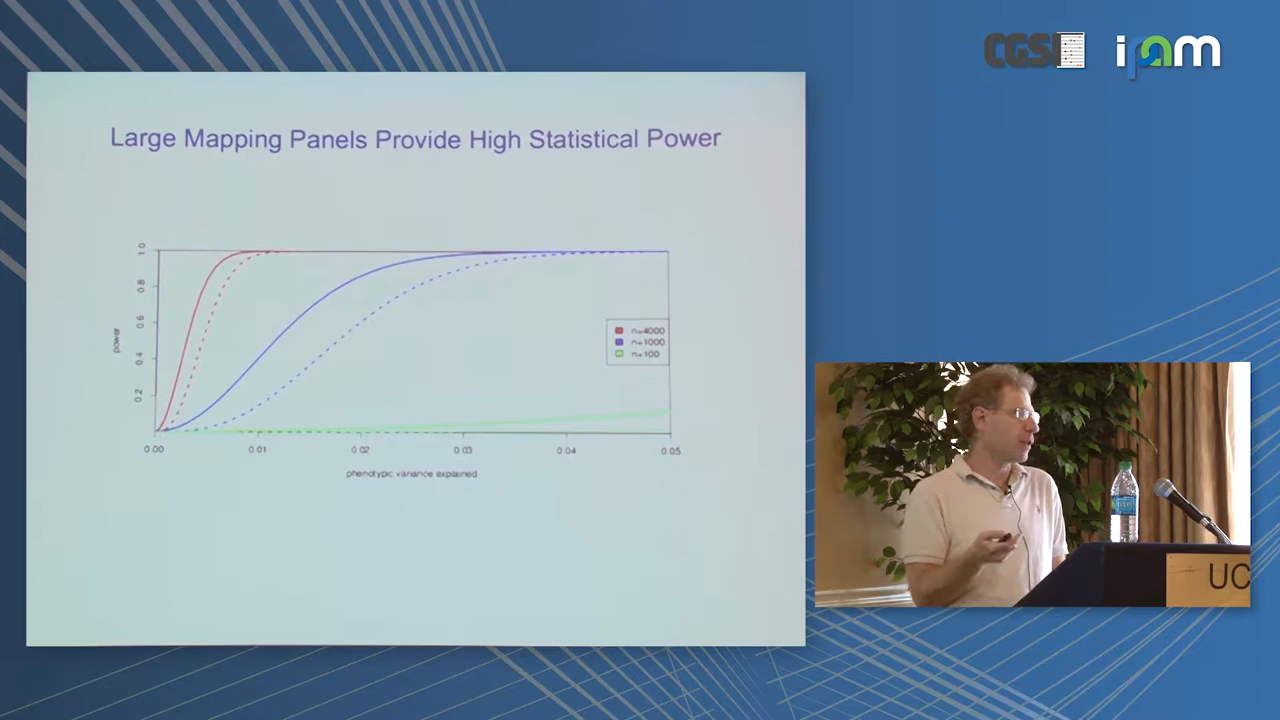 CGSI
ipam
Large Mapping Panels Provide High Statistical Power
1.0
0.8
0.6
0.4
0.2
power
n=4000
n=1000
n=100
0.00 0.01 0.02 0.03 0.04 0.05
phenotypic variance explained
UC